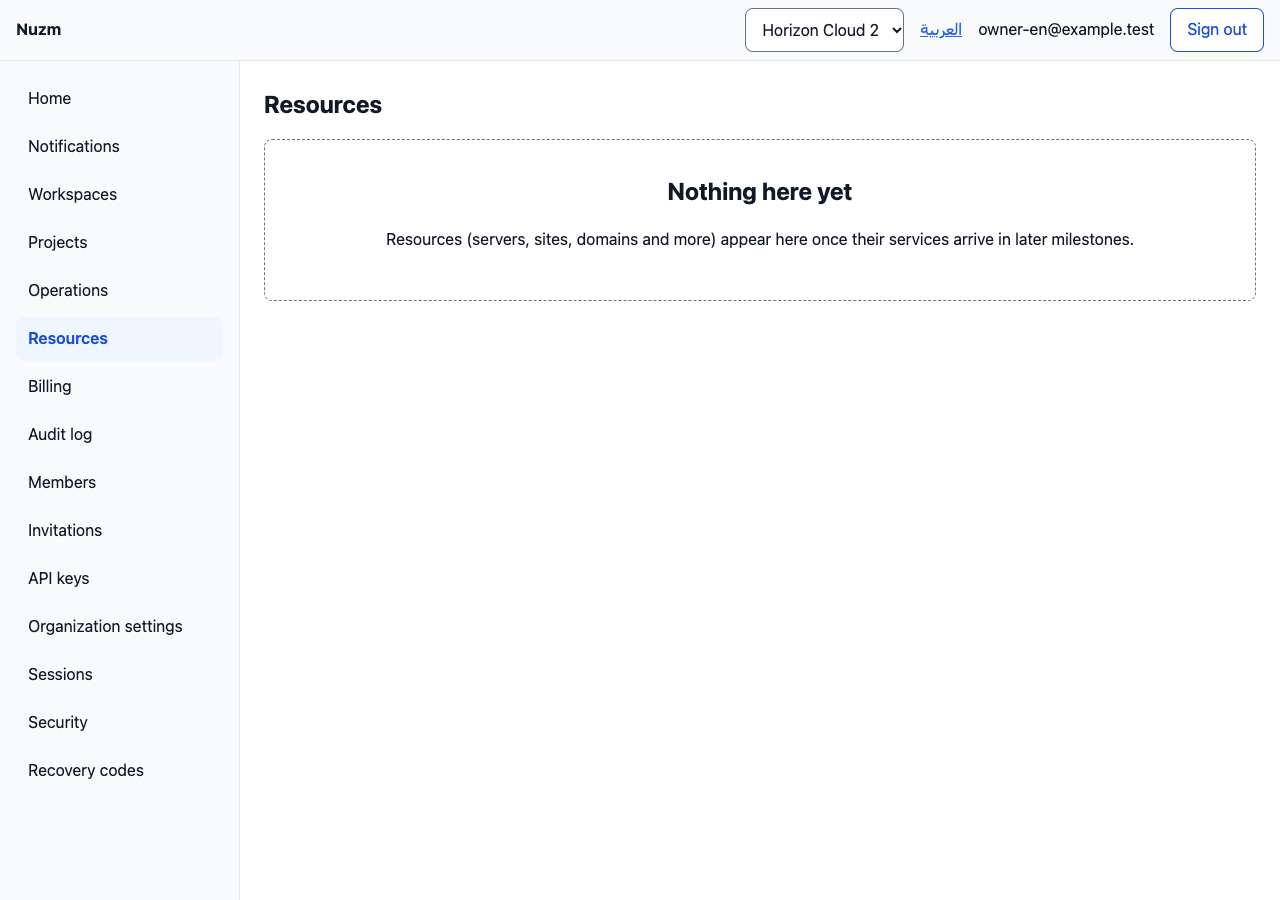 Nuzm
Horizon Cloud 2
العربية
owner-en@example.test
Sign out
Home
Notifications
Workspaces
Projects
Operations
Resources
Billing
Audit log
Members
Invitations
API keys
Organization settings
Sessions
Security
Recovery codes
Resources
Nothing here yet
Resources (servers, sites, domains and more) appear here once their services arrive in later milestones.